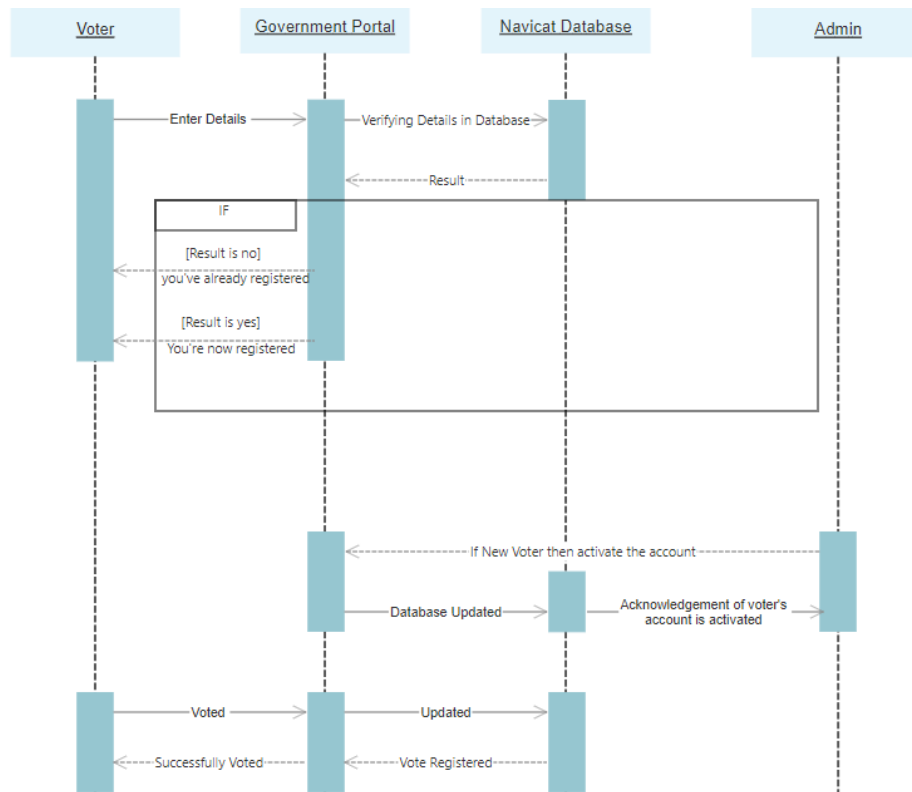 Voter
Government Portal
Navicat Database
Admin
Enter Details
Verifying Details in Database
Result
IF
[Result is no]
you've already registered
[Result is yes]
You're now registered
If New Voter then activate the account
Database Updated
Acknowledgement of voter's
account is activated
Voted
Updated
Successfully Voted
Vote Registered